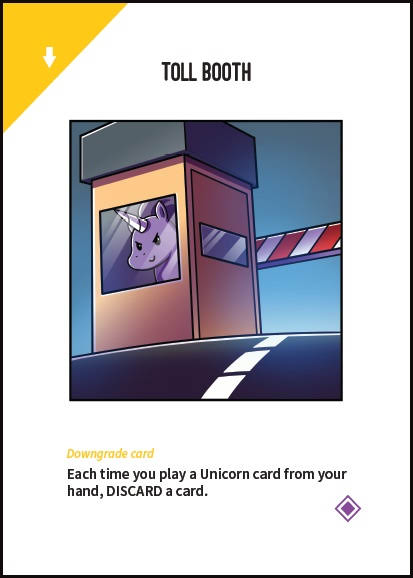 TOLL BOOTH
Downgrade card
Each time you play a Unicorn card from your
hand, DISCARD a card.